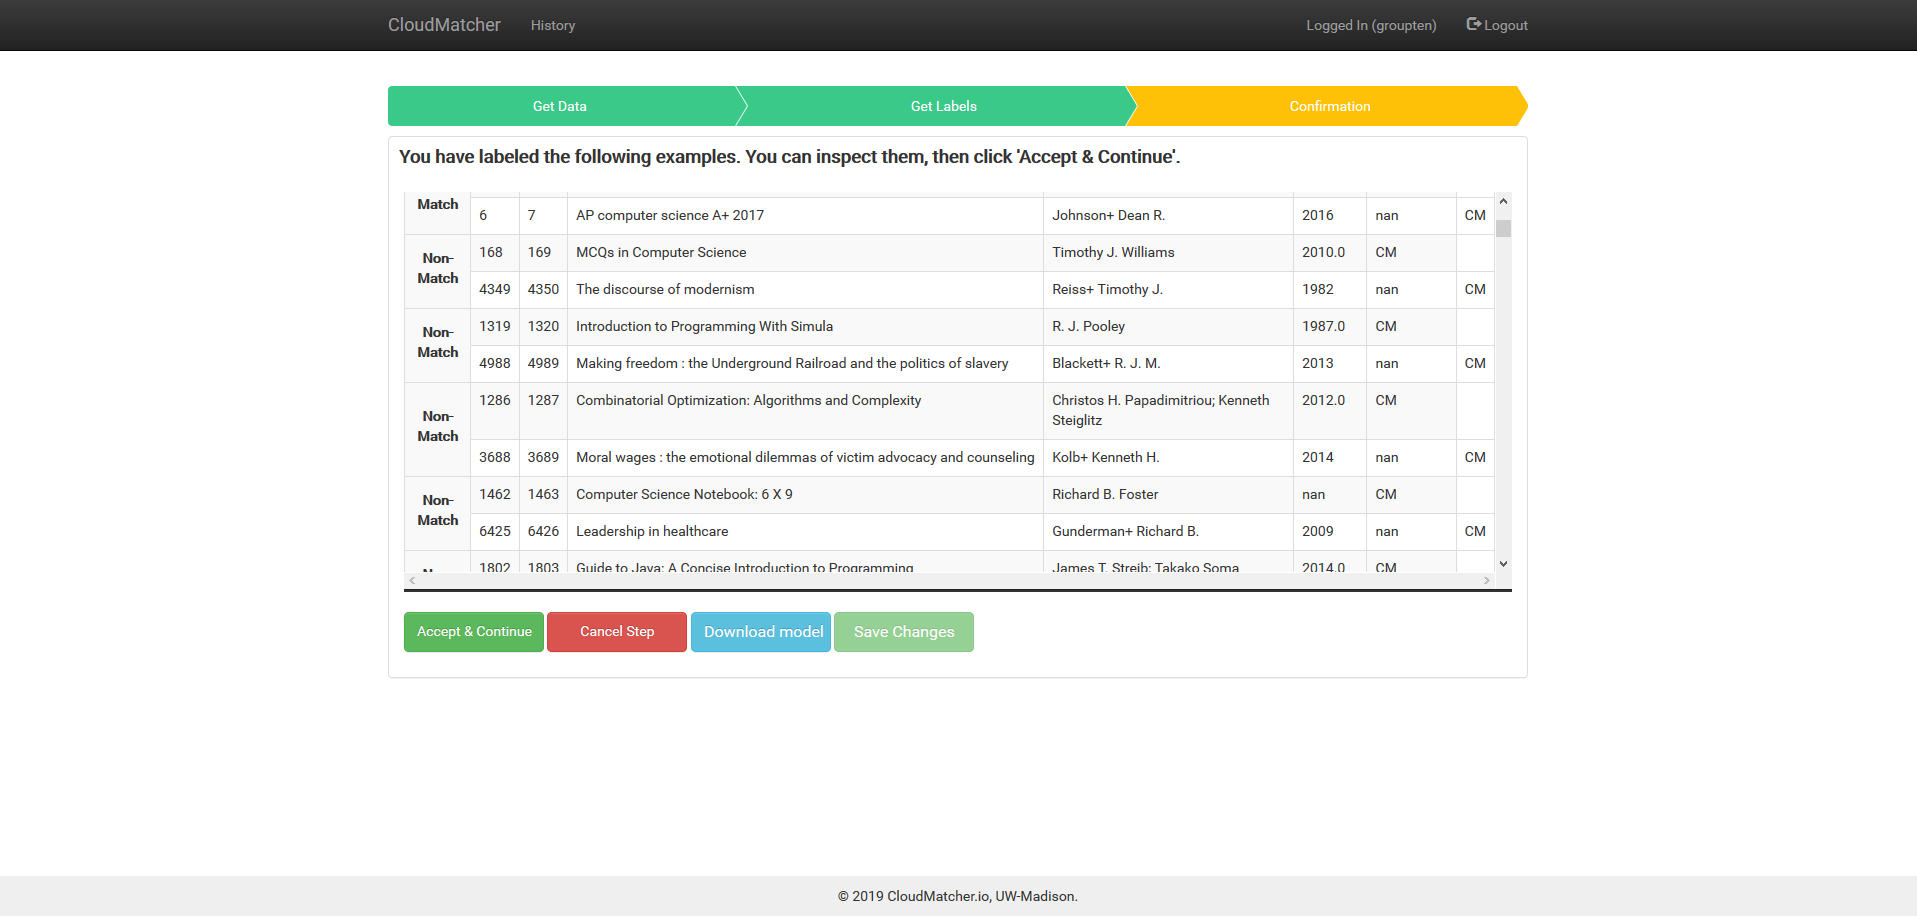 CloudMatcher History Logged In (groupten) Logout
Get Data Get Labels Confirmation
You have labeled the following examples. You can inspect them, then click 'Accept & Continue'.
Match
6 7 AP computer science A+ 2017 Johnson+ Dean R. 2016 nan CM
Non-
Match
168 169 MCQs in Computer Science Timothy J. Williams 2010.0 CM
4349 4350 The discourse of modernism Reiss+ Timothy J. 1982 nan CM
Non-
Match
1319 1320 Introduction to Programming With Simula R. J. Pooley 1987.0 CM
4988 4989 Making freedom : the Underground Railroad and the politics of slavery Blackett+ R. J. M. 2013 nan CM
Non-
Match
1286 1287 Combinatorial Optimization: Algorithms and Complexity Christos H. Papadimitriou; Kenneth
Steiglitz 2012.0 CM
3688 3689 Moral wages : the emotional dilemmas of victim advocacy and counseling Kolb+ Kenneth H. 2014 nan CM
Non-
Match
1462 1463 Computer Science Notebook: 6 X 9 Richard B. Foster nan CM
6425 6426 Leadership in healthcare Gunderman+ Richard B. 2009 nan CM
1802 1803 Guide to Java: A Concise Introduction to Programming James T. Streib; Takako Soma 2014.0 CM
Accept & Continue Cancel Step Download model Save Changes
© 2019 CloudMatcher.io, UW-Madison.